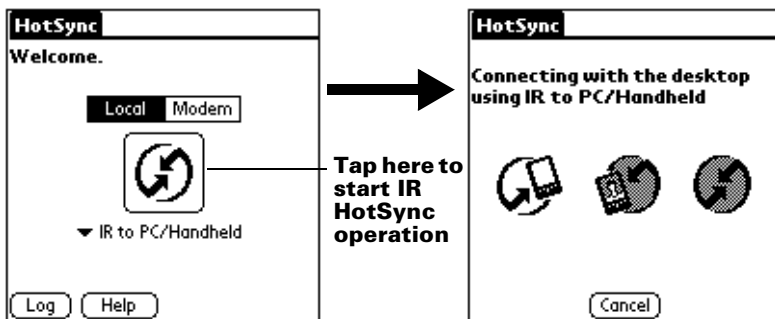 HotSync
Welcome.
Local Modem
IR to PC/Handheld
Log Help
Tap here to
start IR
HotSync
operation
HotSync
Connecting with the desktop
using IR to PC/Handheld
Cancel